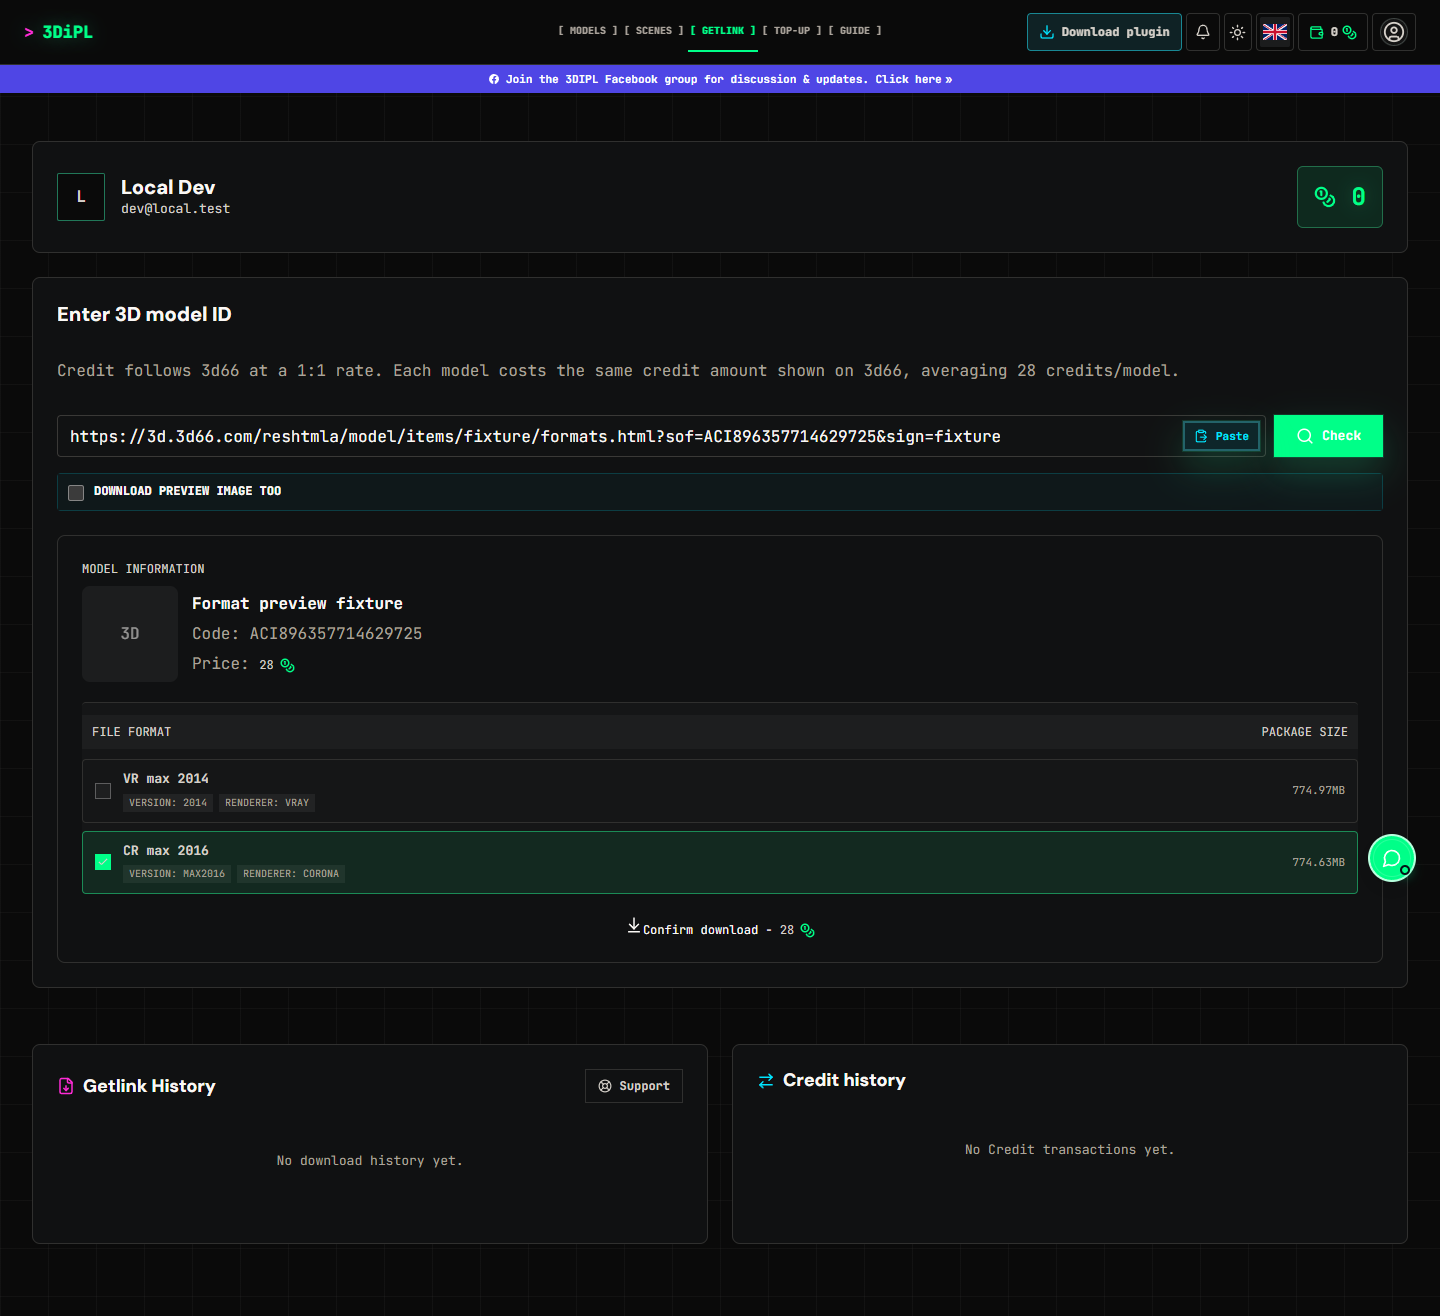 > 3DiPL
[ MODELS ] [ SCENES ] [ GETLINK ] [ TOP-UP ] [ GUIDE ]
Download plugin
0
Join the 3DIPL Facebook group for discussion & updates. Click here »
L
Local Dev
dev@local.test
0
Enter 3D model ID
Credit follows 3d66 at a 1:1 rate. Each model costs the same credit amount shown on 3d66, averaging 28 credits/model.
https://3d.3d66.com/reshtmla/model/items/fixture/formats.html?sof=ACI896357714629725&sign=fixture
Paste
Check
DOWNLOAD PREVIEW IMAGE TOO
MODEL INFORMATION
3D
Format preview fixture
Code: ACI896357714629725
Price: 28
FILE FORMAT
PACKAGE SIZE
VR max 2014
VERSION: 2014
RENDERER: VRAY
774.97MB
CR max 2016
VERSION: MAX2016
RENDERER: CORONA
774.63MB
Confirm download - 28
Getlink History
Support
No download history yet.
Credit history
No Credit transactions yet.